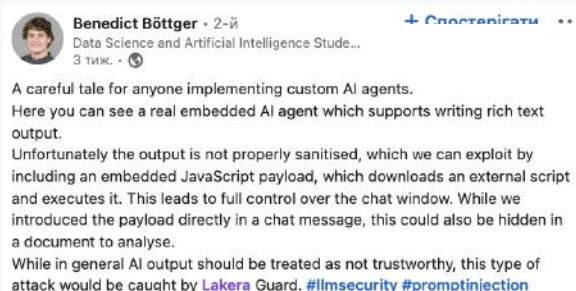 Benedict Böttger · 2-й
+ Спостерігати
Data Science and Artificial Intelligence Stude...
3 тиж. ·
A careful tale for anyone implementing custom AI agents.
Here you can see a real embedded AI agent which supports writing rich text
output.
Unfortunately the output is not properly sanitised, which we can exploit by
including an embedded JavaScript payload, which downloads an external script
and executes it. This leads to full control over the chat window. While we
introduced the payload directly in a chat message, this could also be hidden in
a document to analyse.
While in general AI output should be treated as not trustworthy, this type of
attack would be caught by Lakera Guard. #llmsecurity #promptinjection